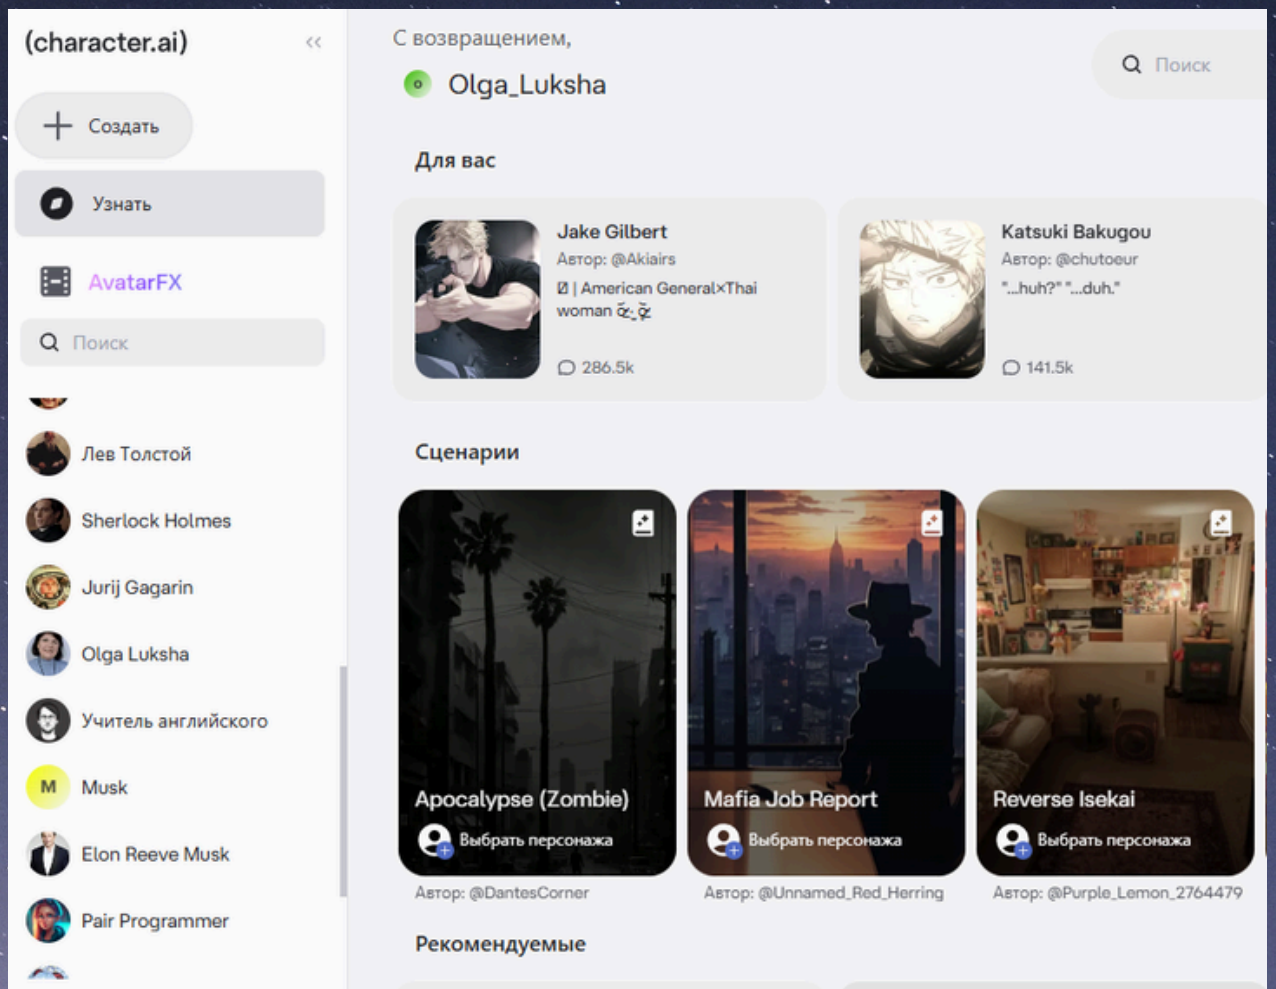 (character.ai)
Создать
Узнать
AvatarFX
Поиск
Лев Толстой
Sherlock Holmes
Jurij Gagarin
Olga Luksha
Учитель английского
M
Musk
Elon Reeve Musk
Pair Programmer
С возвращением,
O
Olga_Luksha
Поиск
Для вас
Jake Gilbert
Автор: @Akiairs
| American General×Thai
woman
286.5k
Katsuki Bakugou
Автор: @chutoeur
"...huh?" "...duh."
141.5k
Сценарии
Apocalypse (Zombie)
Выбрать персонажа
Автор: @DantesCorner
Mafia Job Report
Выбрать персонажа
Автор: @Unnamed_Red_Herring
Reverse Isekai
Выбрать персонажа
Автор: @Purple_Lemon_2764479
Рекомендуемые